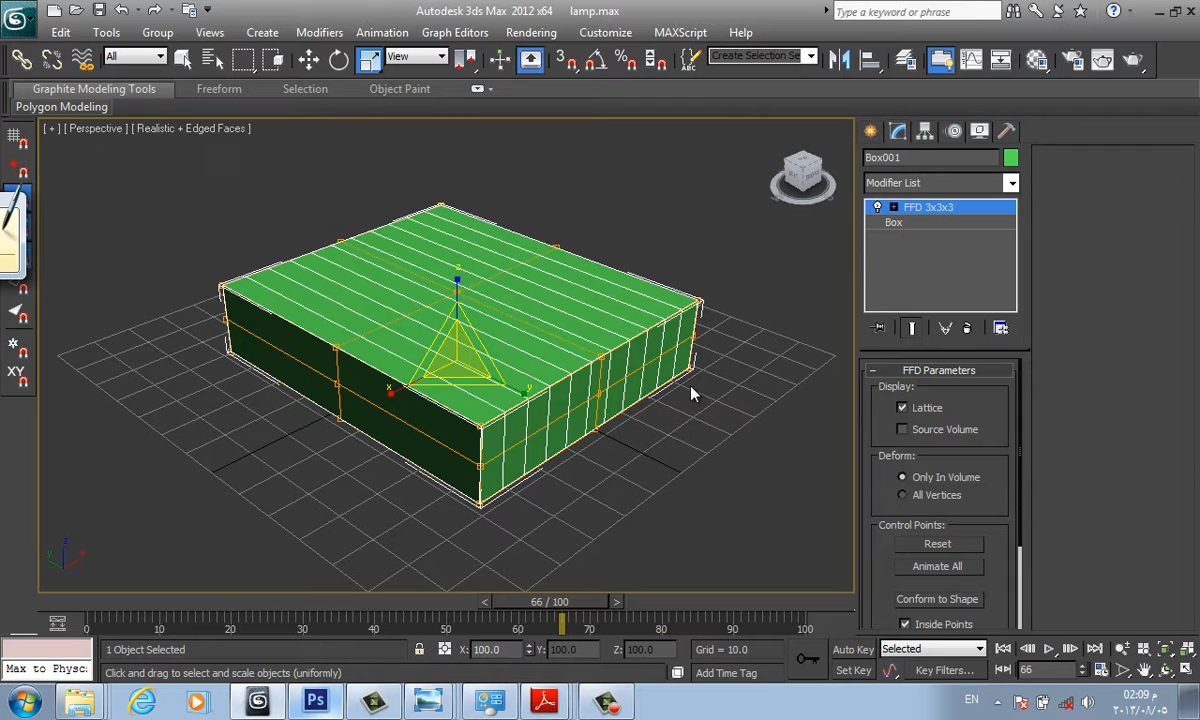 Autodesk 3ds Max 2012 x64 lamp.max
Type a keyword or phrase
Edit Tools Group Views Create Modifiers Animation Graph Editors Rendering Customize MAXScript Help
All View 3 Create Selection Se
Graphite Modeling Tools Freeform Selection Object Paint
Polygon Modeling
[ + ] [ Perspective ] [ Realistic + Edged Faces ]
Box001
Modifier List
FFD 3x3x3
Box
XY
z
x y
FFD Parameters
Display:
Lattice
Source Volume
Deform:
Only In Volume
All Vertices
Control Points:
Reset
Animate All
Conform to Shape
Inside Points
z
y x
< 66 / 100 >
0 10 20 30 40 50 60 70 80 90 100
1 Object Selected X: 100.0 Y: 100.0 Z: 100.0 Grid = 10.0 Auto Key Selected
Max to Physc Click and drag to select and scale objects (uniformly) Add Time Tag Set Key Key Filters... 66
Ps EN
02:09 م
٢٠١٣/٠٨/٠٥